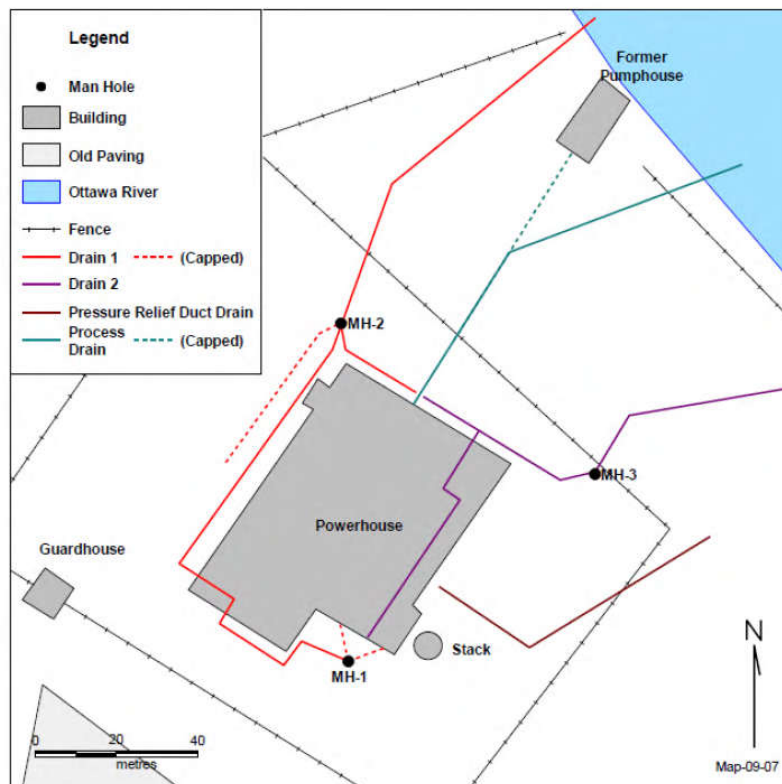 Legend
Man Hole
Building
Old Paving
Ottawa River
Fence
Drain 1 (Capped)
Drain 2
Pressure Relief Duct Drain
Process (Capped)
Drain
Former
Pumphouse
MH-2
MH-3
Powerhouse
Guardhouse
Stack
MH-1
N
0 20 40
metres
Map-09-07